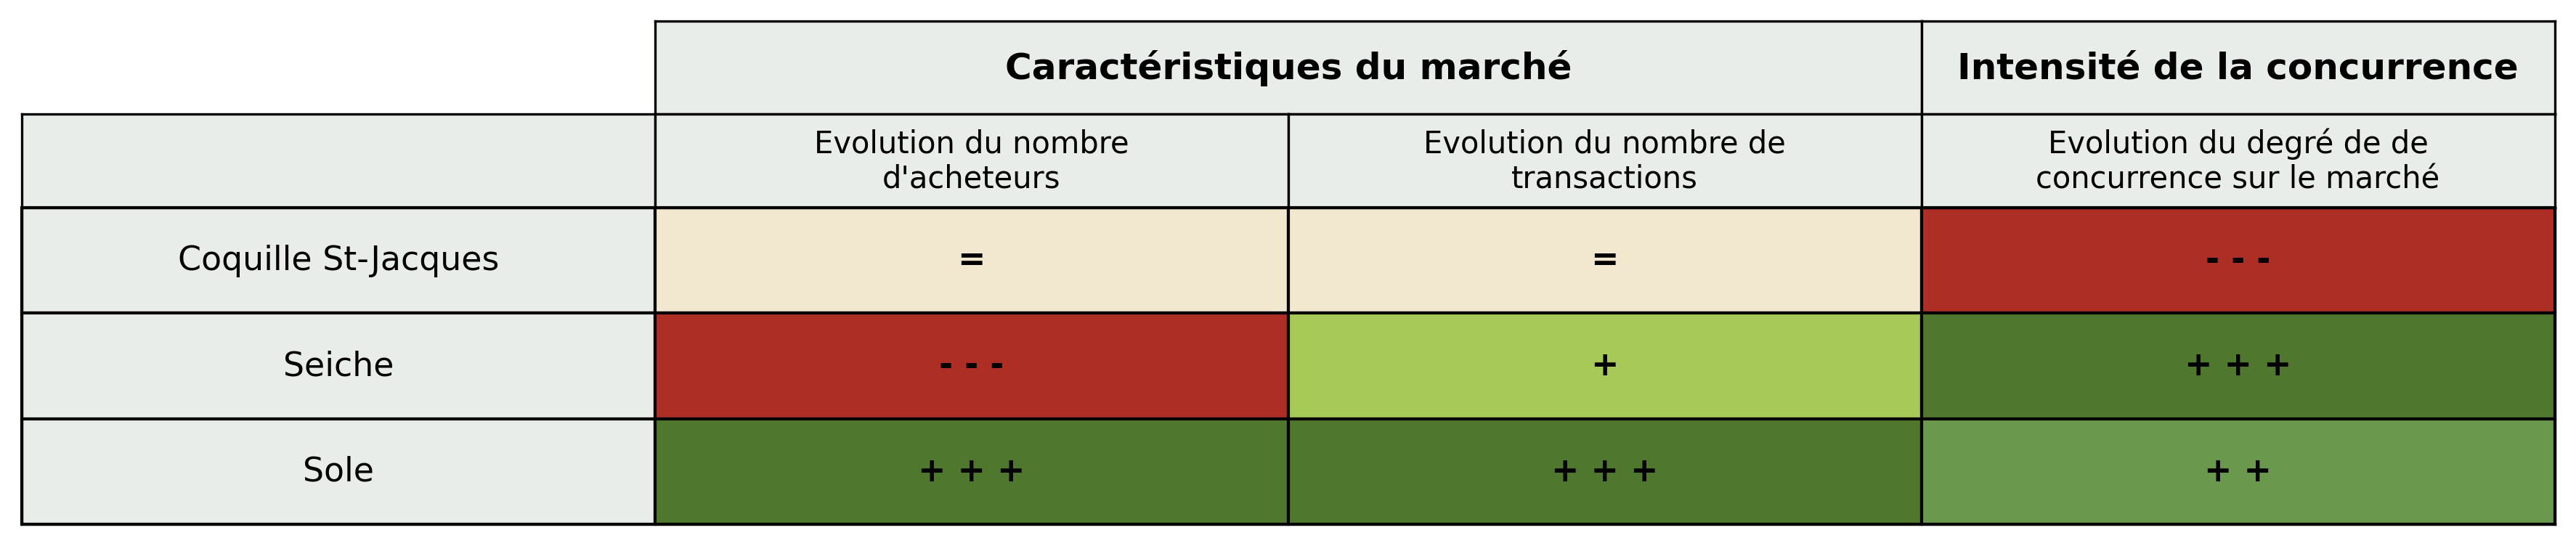 Caractéristiques du marché
Intensité de la concurrence
Evolution du nombre
d'acheteurs
Evolution du nombre de
transactions
Evolution du degré de de
concurrence sur le marché
Coquille St-Jacques
=
=
- - -
Seiche
- - -
+
+ + +
Sole
+ + +
+ + +
+ +